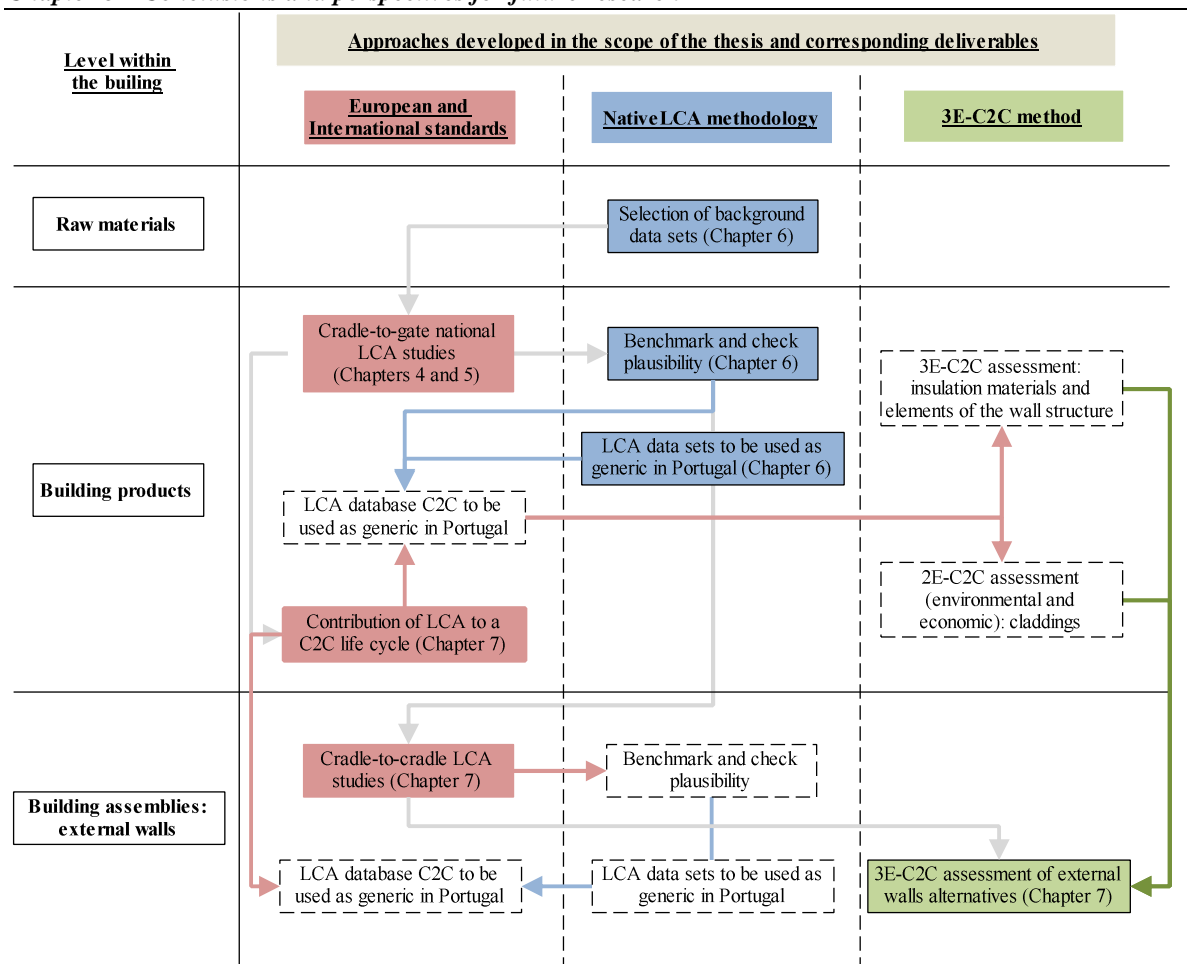 Approaches developed in the scope of the thesis and corresponding deliverables
Level within
the builing
European and
International standards
NativeLCA methodology
3E-C2C method
Raw materials
Selection of background
data sets (Chapter 6)
Building products
Cradle-to-gate national
LCA studies
(Chapters 4 and 5)
Benchmark and check
plausibility (Chapter 6)
3E-C2C assessment:
insulation materials and
elements of the wall structure
LCA data sets to be used as
generic in Portugal (Chapter 6)
LCA database C2C to be
used as generic in Portugal
2E-C2C assessment
(environmental and
economic): claddings
Contribution of LCA to a
C2C life cycle (Chapter 7)
Building assemblies:
external walls
Cradle-to-cradle LCA
studies (Chapter 7)
Benchmark and check
plausibility
LCA database C2C to be
used as generic in Portugal
LCA data sets to be used as
generic in Portugal
3E-C2C assessment of external
walls alternatives (Chapter 7)